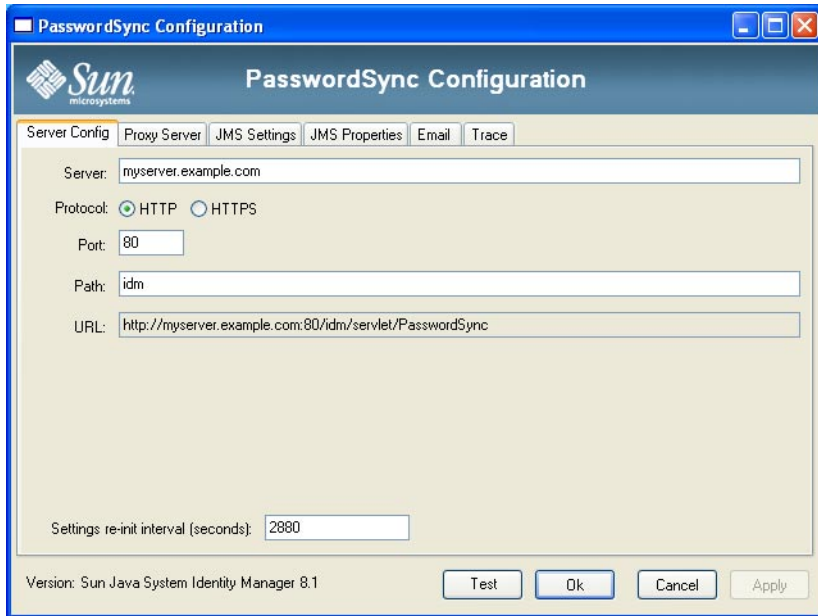 PasswordSync Configuration
Sun
microsystems
PasswordSync Configuration
Server Config Proxy Server JMS Settings JMS Properties Email Trace
Server: myserver.example.com
Protocol: HTTP HTTPS
Port: 80
Path: idm
URL: http://myserver.example.com:80/idm/servlet/PasswordSync
Settings re-init interval (seconds): 2880
Version: Sun Java System Identity Manager 8.1 Test Ok Cancel Apply